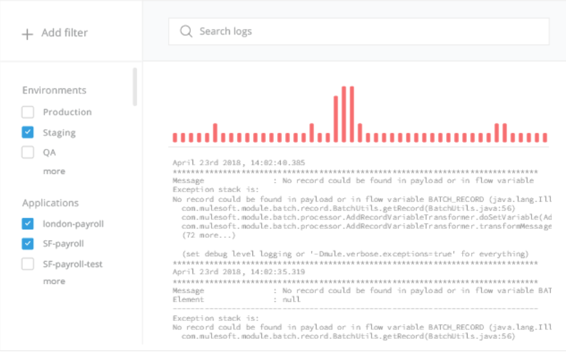 Add filter
Search logs
Environments
Production
Staging
QA
more
Applications
london-payroll
SF-payroll
SF-payroll-test
more
April 23rd 2018, 14:02:48.385
********************************************************************************
Message : No record could be found in payload or in flow variable
Exception stack is:
No record could be found in payload or in flow variable BATCH_RECORD (java.lang.Ill
com.mulesoft.module.batch.record.BatchUtils.getRecord(BatchUtils.java:56)
com.mulesoft.module.batch.processor.AddRecordVariableTransformer.doSetVariable(Ad
com.mulesoft.module.batch.processor.AddRecordVariableTransformer.transformMessage
(72 more...)
(set debug level logging or '-Dmule.verbose.exceptions=true' for everything)
********************************************************************************
April 23rd 2018, 14:02:35.319
********************************************************************************
Message : No record could be found in payload or in flow variable BAT
Element : null
--------------------------------------------------------------------------------
Exception stack is:
No record could be found in payload or in flow variable BATCH_RECORD (java.lang.Ill
com.mulesoft.module.batch.record.BatchUtils.getRecord(BatchUtils.java:56)